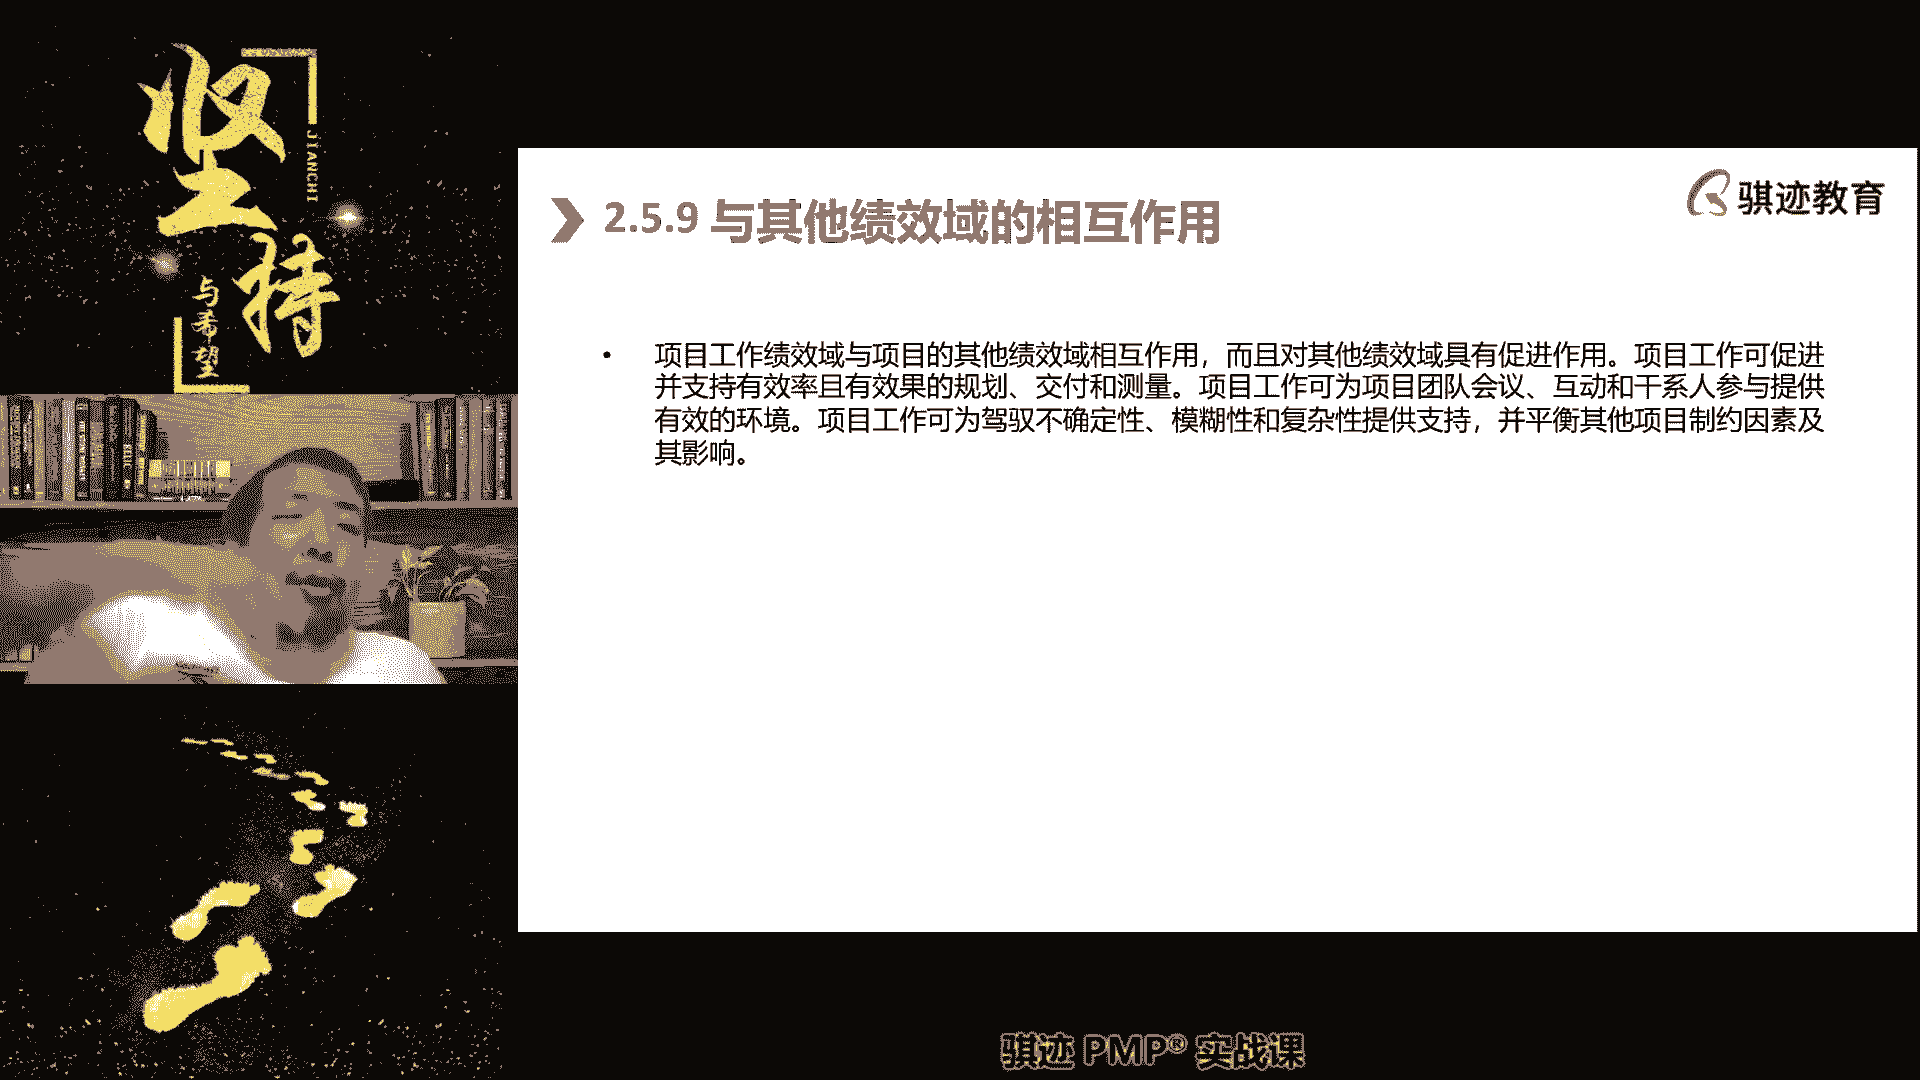 坚持
JIANCHI
与希望
骐迹教育
2.5.9 与其他绩效域的相互作用
• 项目工作绩效域与项目的其他绩效域相互作用，而且对其他绩效域具有促进作用。项目工作可促进
并支持有效率且有效果的规划、交付和测量。项目工作可为项目团队会议、互动和干系人参与提供
有效的环境。项目工作可为驾驭不确定性、模糊性和复杂性提供支持，并平衡其他项目制约因素及
其影响。
骐迹 PMP® 实战课